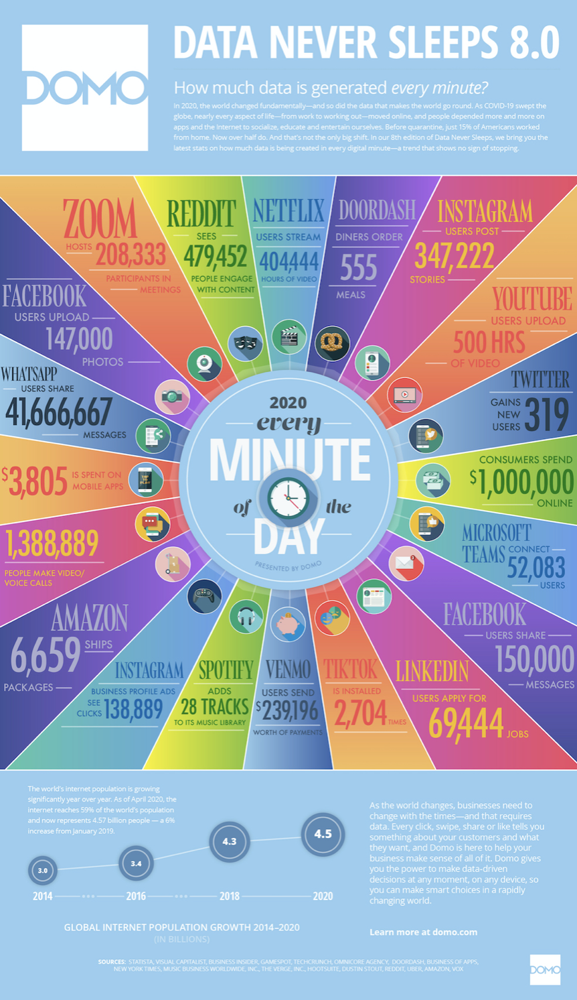 DOMO
DATA NEVER SLEEPS 8.0
How much data is generated every minute?
In 2020, the world changed fundamentally—and so did the data that makes the world go round. As COVID-19 swept the
globe, nearly every aspect of life—from work to working out—moved online, and people depended more and more on
apps and the Internet to socialize, educate and entertain ourselves. Before quarantine, just 15% of Americans worked
from home. Now over half do. And that's not the only big shift. In our 8th edition of Data Never Sleeps, we bring you the
latest stats on how much data is being created in every digital minute—a trend that shows no sign of stopping.
ZOOM
HOSTS 208,333
PARTICIPANTS IN
MEETINGS
REDDIT
SEES
479,452
PEOPLE ENGAGE
WITH CONTENT
NETFLIX
USERS STREAM
404,444
HOURS OF VIDEO
DOORDASH
DINERS ORDER
555
MEALS
INSTAGRAM
USERS POST
347,222
STORIES
YOUTUBE
USERS UPLOAD
500 HRS
OF VIDEO
TWITTER
GAINS
NEW
USERS
319
CONSUMERS SPEND
$1,000,000
ONLINE
MICROSOFT
TEAMS CONNECT
52,083
USERS
FACEBOOK
USERS SHARE
150,000
MESSAGES
LINKEDIN
USERS APPLY FOR
69,444 JOBS
TIKTOK
IS INSTALLED
2,704 TIMES
VENMO
USERS SEND
$239,196
WORTH OF PAYMENTS
SPOTIFY
ADDS
28 TRACKS
TO ITS MUSIC LIBRARY
INSTAGRAM
BUSINESS PROFILE ADS
SEE
CLICKS 138,889
AMAZON
SHIPS
6,659
PACKAGES
1,388,889
PEOPLE MAKE VIDEO/
VOICE CALLS
$3,805 IS SPENT ON
MOBILE APPS
TAP
TO
PLAY
WHATSAPP
USERS SHARE
41,666,667
MESSAGES
FACEBOOK
USERS UPLOAD
147,000
PHOTOS
2020
every
MINUTE
of the
DAY
PRESENTED BY DOMO
The world's internet population is growing
significantly year over year. As of April 2020, the
internet reaches 59% of the world's population
and now represents 4.57 billion people — a 6%
increase from January 2019.
3.0
3.4
4.3
4.5
2014
2016
2018
2020
GLOBAL INTERNET POPULATION GROWTH 2014–2020
(IN BILLIONS)
As the world changes, businesses need to
change with the times—and that requires
data. Every click, swipe, share or like tells you
something about your customers and what
they want, and Domo is here to help your
business make sense of all of it. Domo gives
you the power to make data-driven
decisions at any moment, on any device, so
you can make smart choices in a rapidly
changing world.
Learn more at domo.com
SOURCES: STATISTA, VISUAL CAPITALIST, BUSINESS INSIDER, GAMESPOT, TECHCRUNCH, OMNICORE AGENCY, DOORDASH, BUSINESS OF APPS,
NEW YORK TIMES, MUSIC BUSINESS WORLDWIDE, INC., THE VERGE, INC., HOOTSUITE, DUSTIN STOUT, REDDIT, UBER, AMAZON, VOX
DOMO